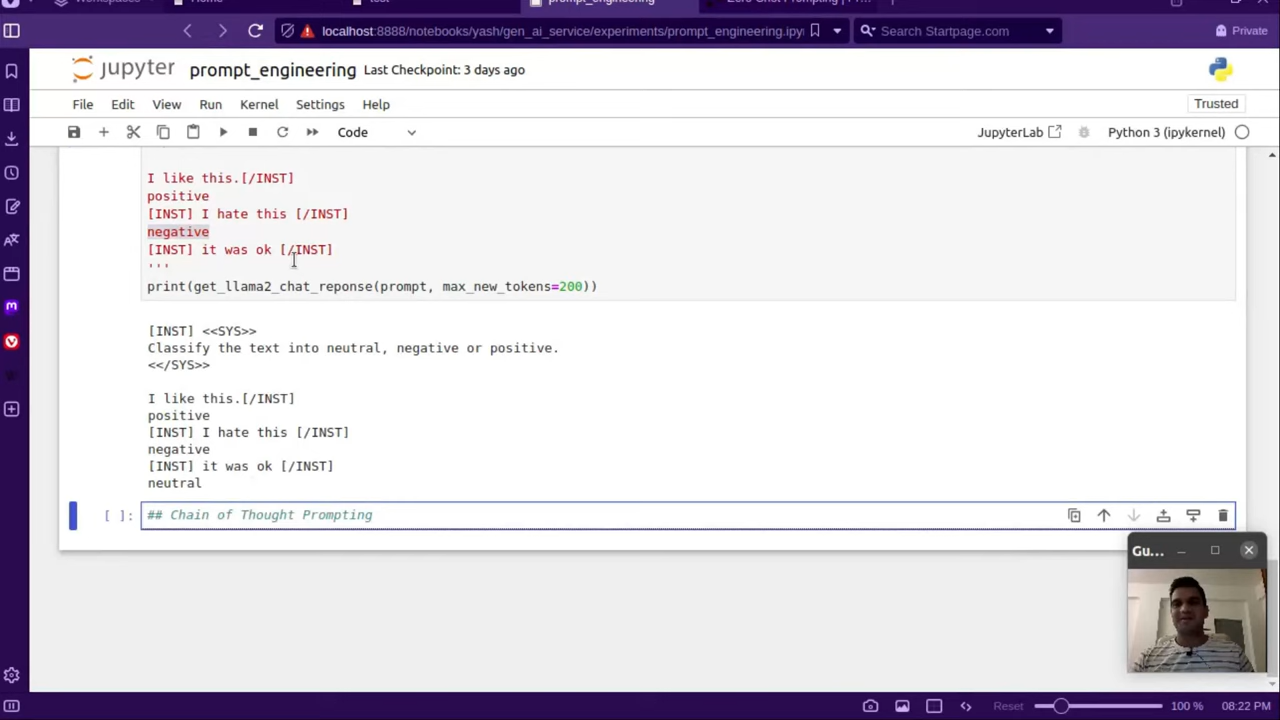 prompt_engineering
localhost:8888/notebooks/yash/gen_ai_service/experiments/prompt_engineering.ipyn
Search Startpage.com
Private
jupyter prompt_engineering Last Checkpoint: 3 days ago
File Edit View Run Kernel Settings Help
Trusted
Code
JupyterLab
Python 3 (ipykernel)
I like this.[/INST]
positive
[INST] I hate this [/INST]
negative
[INST] it was ok [/INST]
'''
print(get_llama2_chat_reponse(prompt, max_new_tokens=200))
[INST] <<SYS>>
Classify the text into neutral, negative or positive.
<</SYS>>
I like this.[/INST]
positive
[INST] I hate this [/INST]
negative
[INST] it was ok [/INST]
neutral
[ ]: ## Chain of Thought Prompting
Gu...
Reset 100 % 08:22 PM